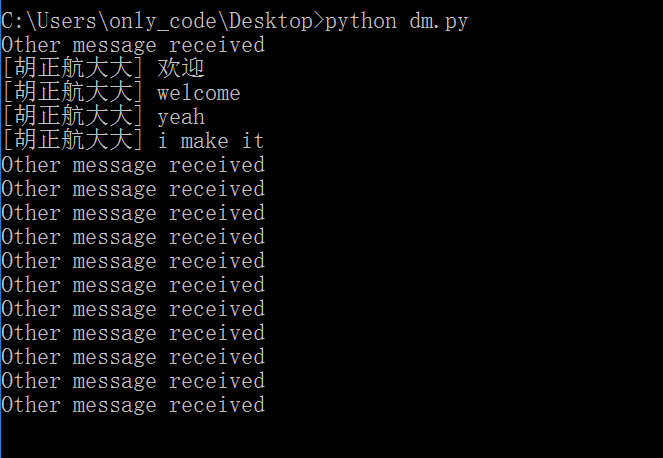 C:\Users\only_code\Desktop>python dm.py
Other message received
[胡正航大大] 欢迎
[胡正航大大] welcome
[胡正航大大] yeah
[胡正航大大] i make it
Other message received
Other message received
Other message received
Other message received
Other message received
Other message received
Other message received
Other message received
Other message received
Other message received
Other message received